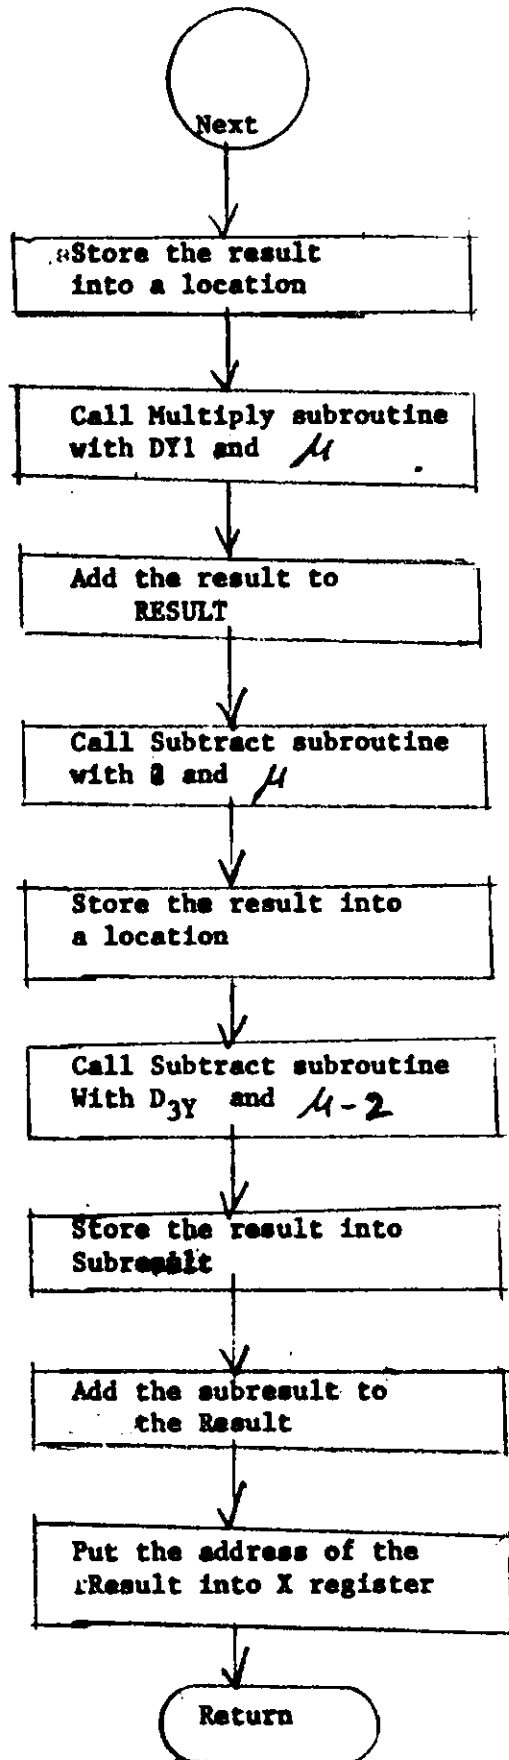 Next
Store the result
into a location
Call Multiply subroutine
with DY1 and μ
Add the result to
RESULT
Call Subtract subroutine
with 2 and μ
Store the result into
a location
Call Subtract subroutine
With D3Y and μ-2
Store the result into
Subresult
Add the subresult to
the Result
Put the address of the
rResult into X register
Return